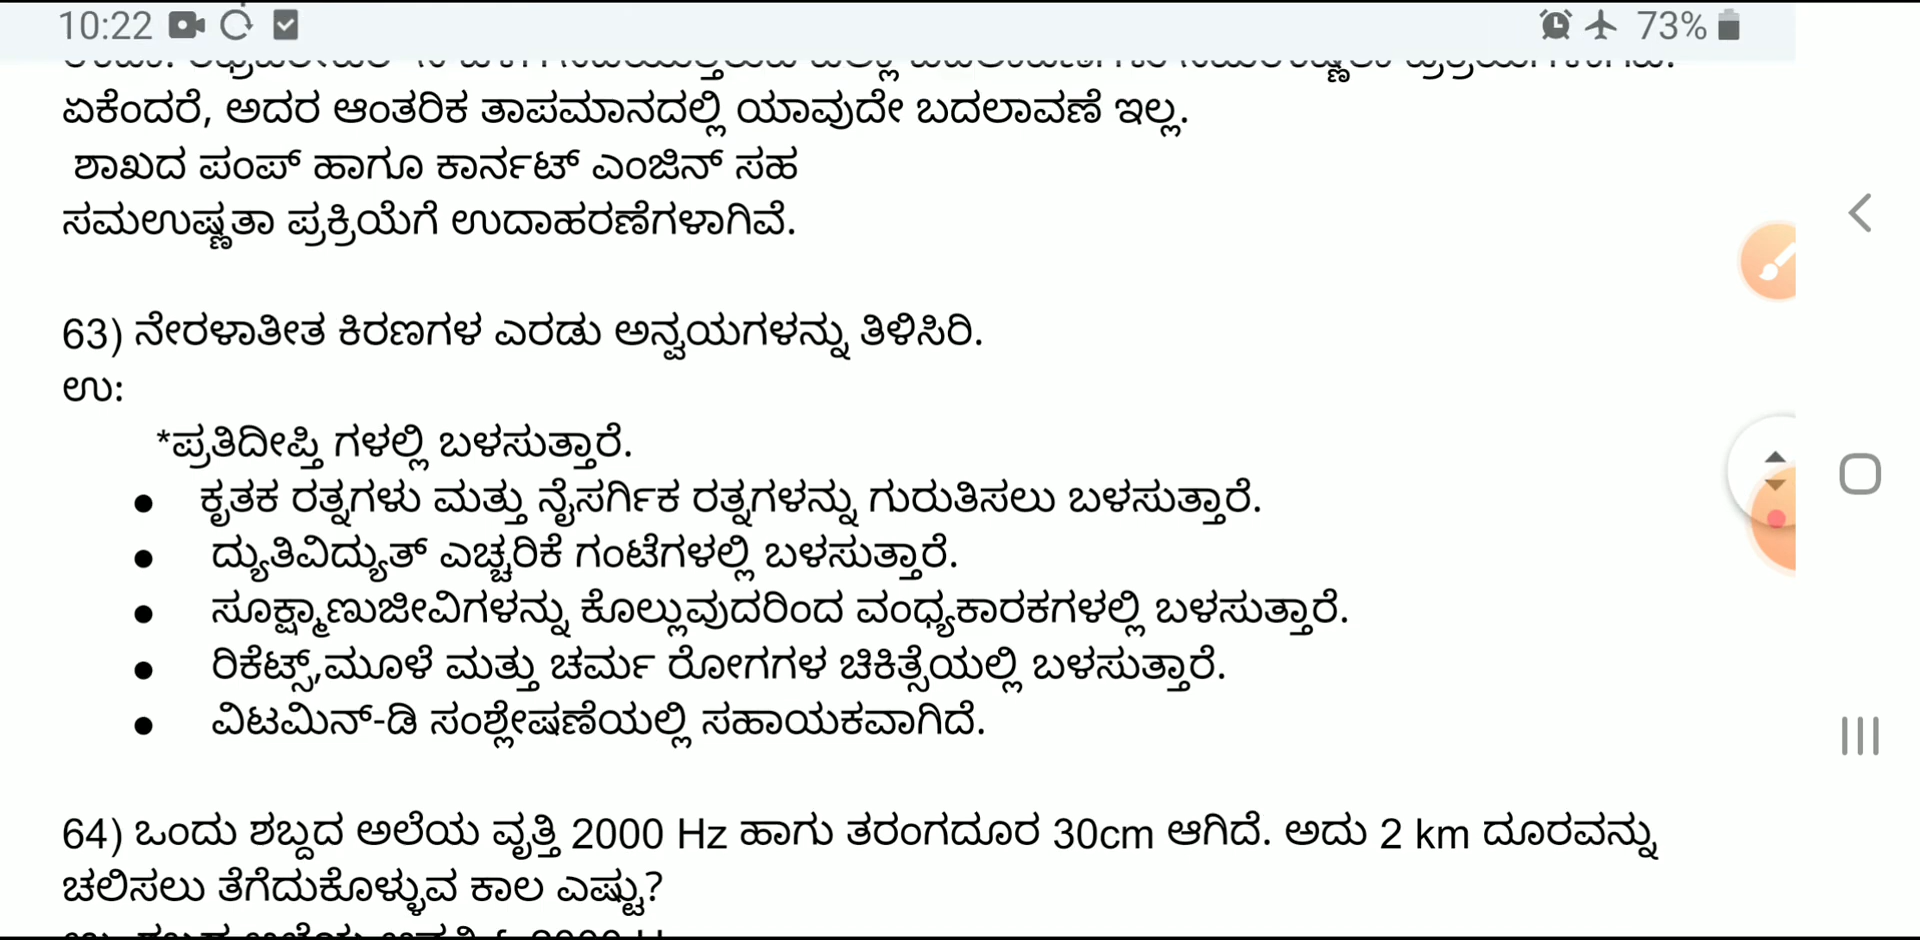 10:22
73%
ಏಕೆಂದರೆ, ಅದರ ಆಂತರಿಕ ತಾಪಮಾನದಲ್ಲಿ ಯಾವುದೇ ಬದಲಾವಣೆ ಇಲ್ಲ.
ಶಾಖದ ಪಂಪ್ ಹಾಗೂ ಕಾರ್ನಟ್ ಎಂಜಿನ್ ಸಹ
ಸಮಉಷ್ಣತಾ ಪ್ರಕ್ರಿಯೆಗೆ ಉದಾಹರಣೆಗಳಾಗಿವೆ.
63) ನೇರಳಾತೀತ ಕಿರಣಗಳ ಎರಡು ಅನ್ವಯಗಳನ್ನು ತಿಳಿಸಿರಿ.
ಉ:
*ಪ್ರತಿದೀಪ್ತಿ ಗಳಲ್ಲಿ ಬಳಸುತ್ತಾರೆ.
● ಕೃತಕ ರತ್ನಗಳು ಮತ್ತು ನೈಸರ್ಗಿಕ ರತ್ನಗಳನ್ನು ಗುರುತಿಸಲು ಬಳಸುತ್ತಾರೆ.
● ದ್ಯುತಿವಿದ್ಯುತ್ ಎಚ್ಚರಿಕೆ ಗಂಟೆಗಳಲ್ಲಿ ಬಳಸುತ್ತಾರೆ.
● ಸೂಕ್ಷ್ಮಾಣುಜೀವಿಗಳನ್ನು ಕೊಲ್ಲುವುದರಿಂದ ವಂಧ್ಯಕಾರಕಗಳಲ್ಲಿ ಬಳಸುತ್ತಾರೆ.
● ರಿಕೆಟ್ಸ್,ಮೂಳೆ ಮತ್ತು ಚರ್ಮ ರೋಗಗಳ ಚಿಕಿತ್ಸೆಯಲ್ಲಿ ಬಳಸುತ್ತಾರೆ.
● ವಿಟಮಿನ್-ಡಿ ಸಂಶ್ಲೇಷಣೆಯಲ್ಲಿ ಸಹಾಯಕವಾಗಿದೆ.
64) ಒಂದು ಶಬ್ದದ ಅಲೆಯ ವೃತ್ತಿ 2000 Hz ಹಾಗು ತರಂಗದೂರ 30cm ಆಗಿದೆ. ಅದು 2 km ದೂರವನ್ನು
ಚಲಿಸಲು ತೆಗೆದುಕೊಳ್ಳುವ ಕಾಲ ಎಷ್ಟು?